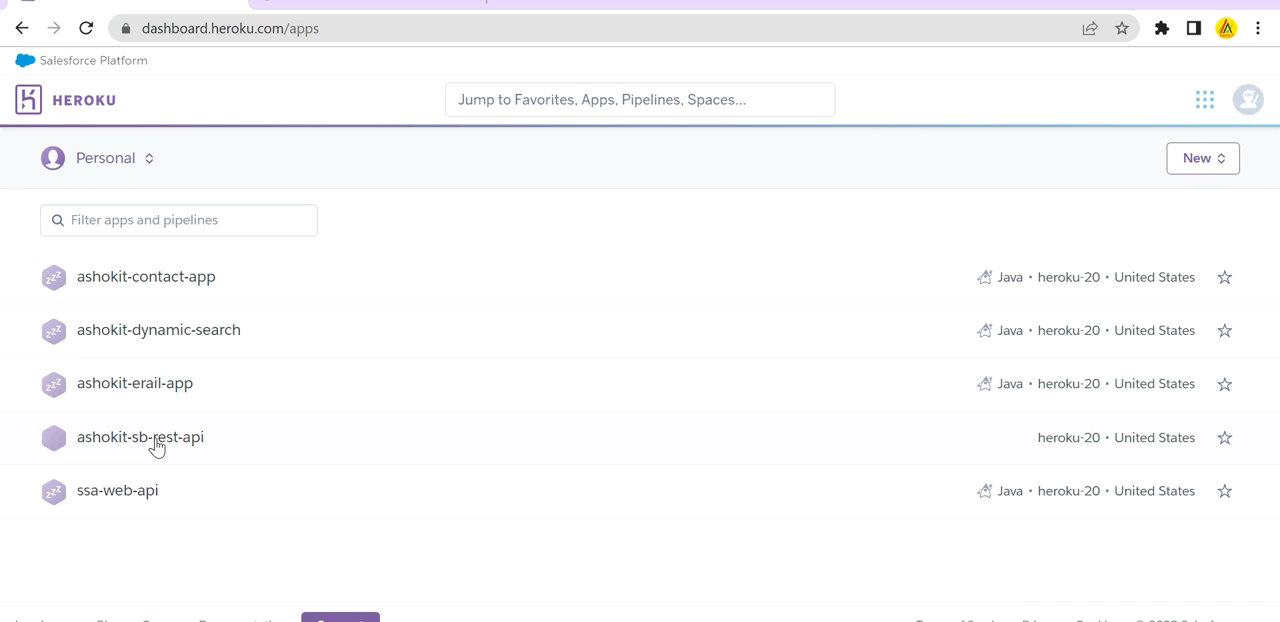 dashboard.heroku.com/apps
Salesforce Platform
HEROKU
Jump to Favorites, Apps, Pipelines, Spaces...
Personal
New
Filter apps and pipelines
ashokit-contact-app
Java • heroku-20 • United States
ashokit-dynamic-search
Java • heroku-20 • United States
ashokit-erail-app
Java • heroku-20 • United States
ashokit-sb-rest-api
heroku-20 • United States
ssa-web-api
Java • heroku-20 • United States